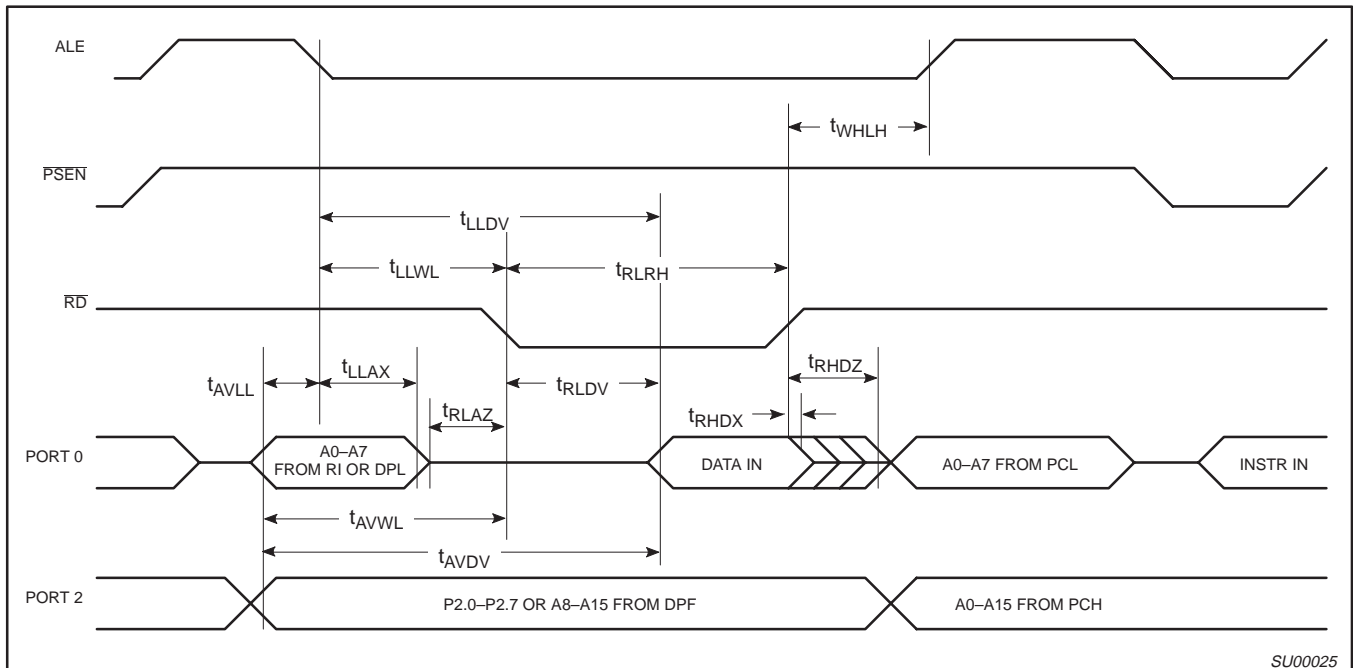 ALE
tWHLH
PSEN
tLLDV
tLLWL
tRLRH
RD
tAVLL
tLLAX
tRLAZ
tRLDV
tRHDZ
tRHDX
PORT 0
A0–A7
FROM RI OR DPL
DATA IN
A0–A7 FROM PCL
INSTR IN
tAVWL
tAVDV
PORT 2
P2.0–P2.7 OR A8–A15 FROM DPF
A0–A15 FROM PCH
SU00025